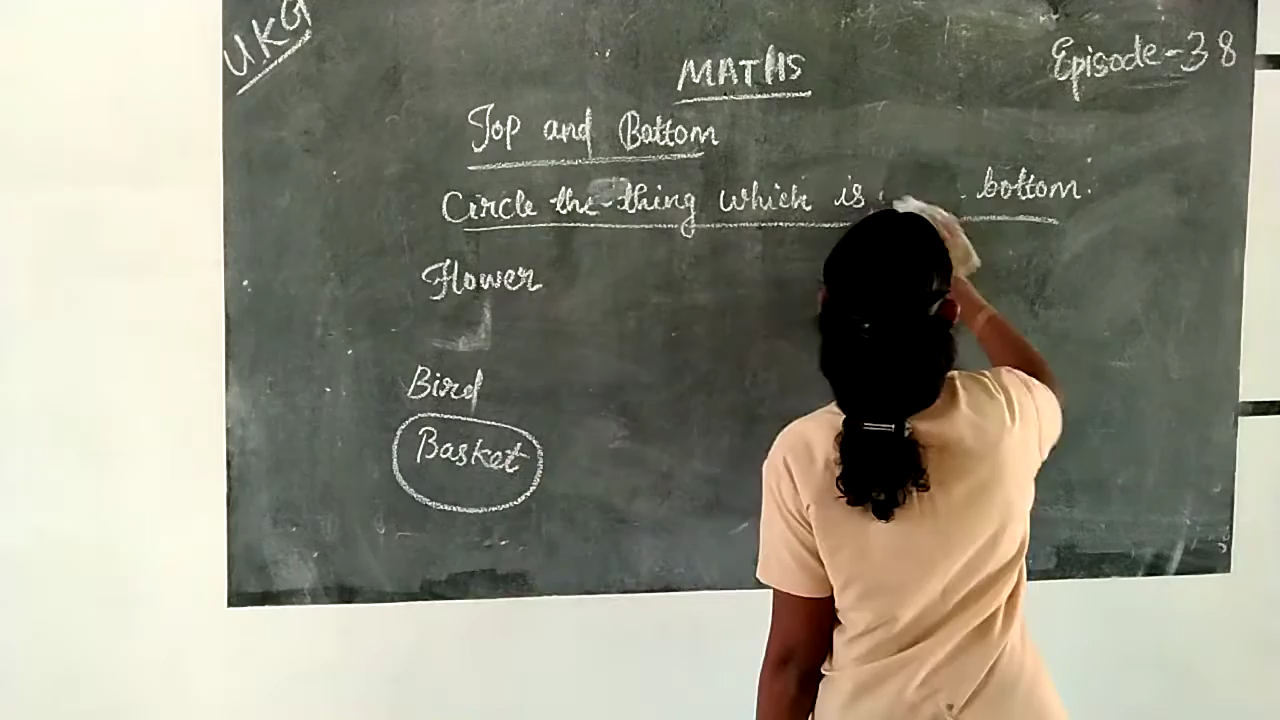 UKG
MATHS
Episode-38
Top and Bottom
Circle the thing which is bottom.
Flower
Bird
Basket